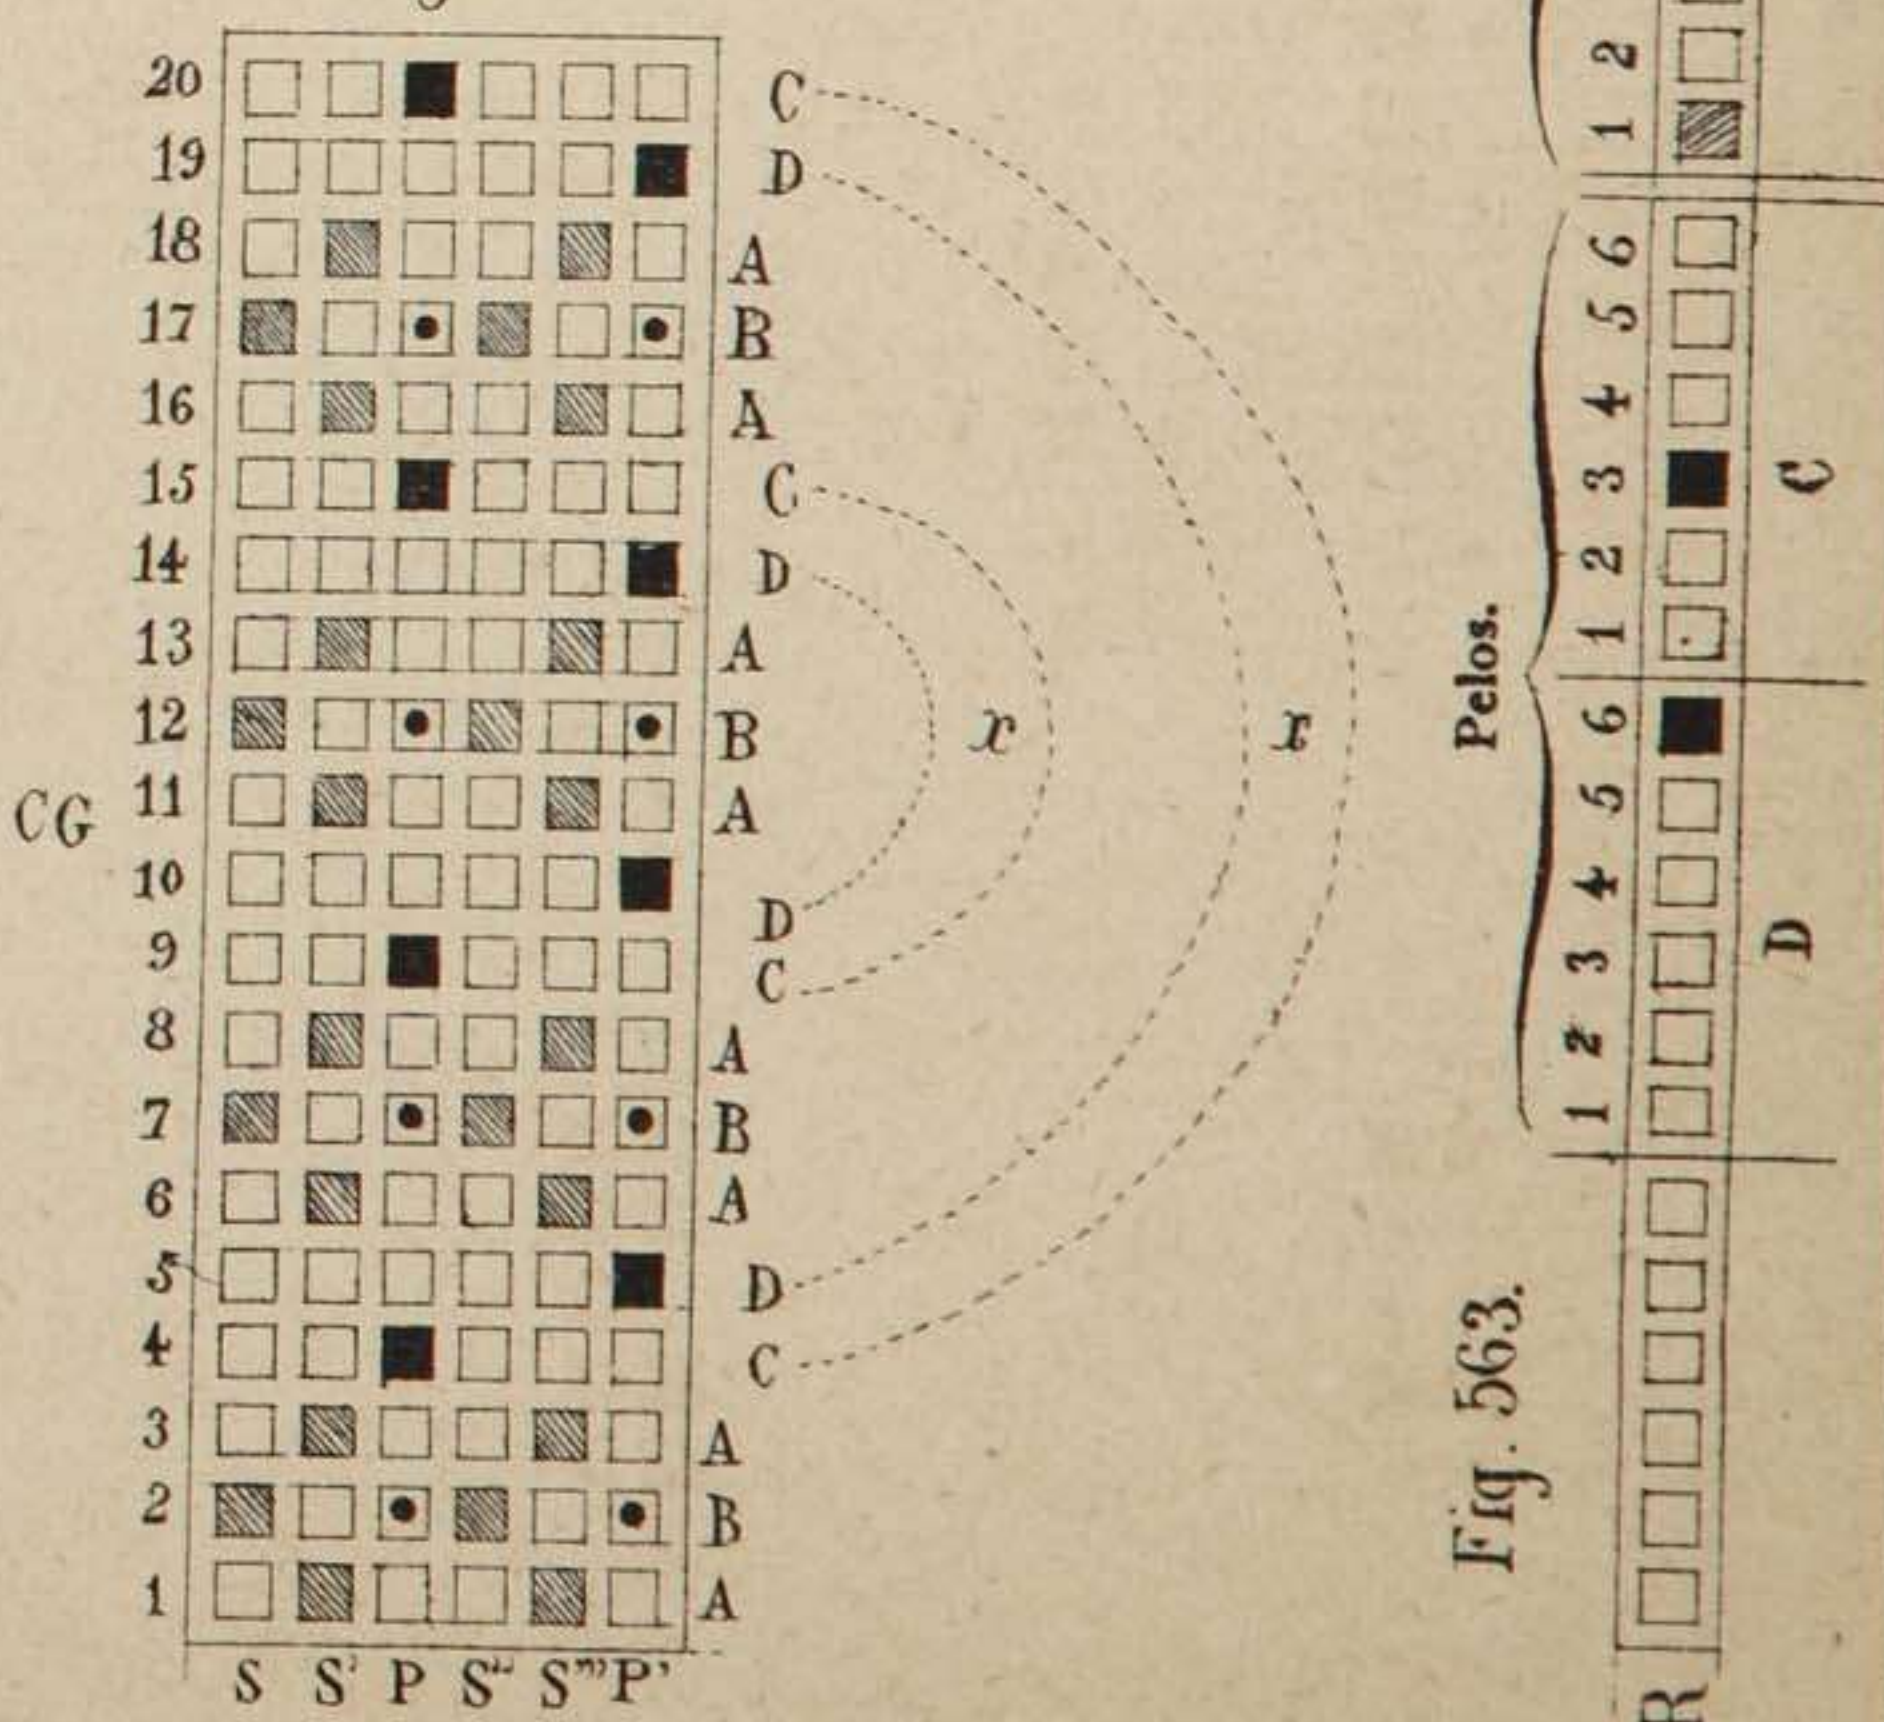 20 C
19 D
18 A
17 B
16 A
15 C
14 D
13 A
12 B x x
CG 11 A
10 D
9 C
8 A
7 B
6 A
5 D
4 C
3 A
2 B
1 A
S S' P S'' S''' P'
Fig. 563.
Pelos.
1 2 3 4 5 6 1 2 3 4 5 6 1 2
R D C